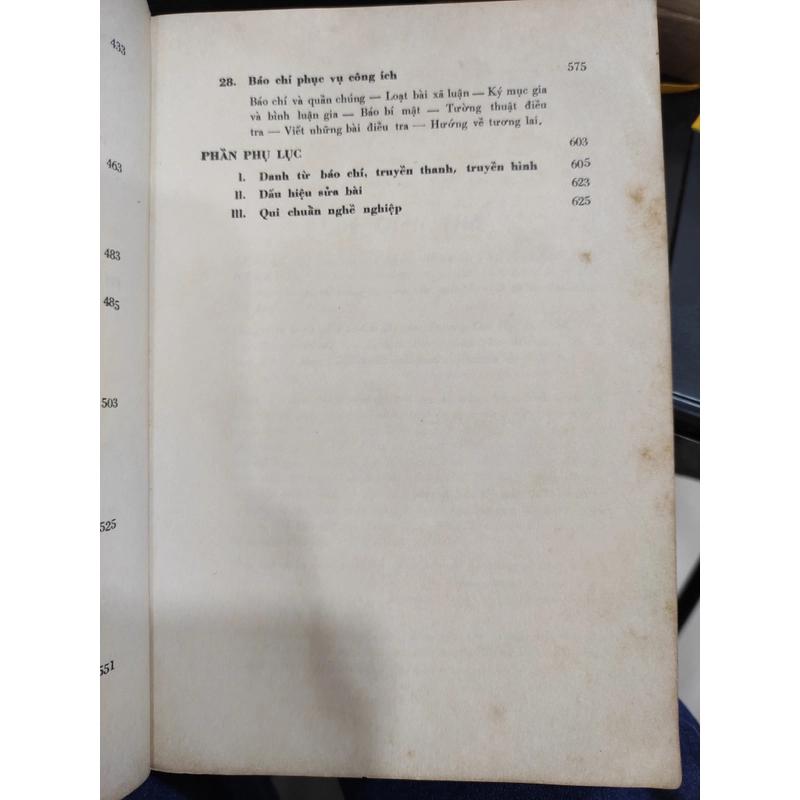 433
463
483
485
503
525
551
28. Báo chí phục vụ công ích 575
Báo chí và quần chúng — Loạt bài xã luận — Ký mục gia
và bình luận gia — Báo bí mật — Tường thuật điều
tra — Viết những bài điều tra — Hướng về tương lai.
PHẦN PHỤ LỤC 603
I. Danh từ báo chí, truyền thanh, truyền hình 605
II. Dấu hiệu sửa bài 623
III. Qui chuẩn nghề nghiệp 625